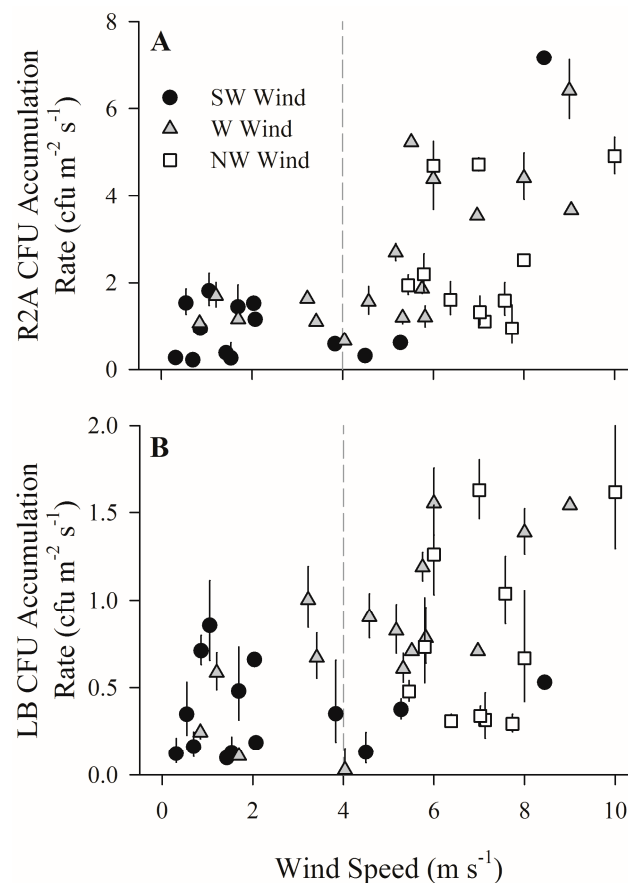 8
A
SW Wind
W Wind
NW Wind
6
4
2
0
R2A CFU Accumulation
Rate (cfu m-2 s-1)
2.0
B
1.5
1.0
0.5
0.0
LB CFU Accumulation
Rate (cfu m-2 s-1)
0 2 4 6 8 10
Wind Speed (m s-1)